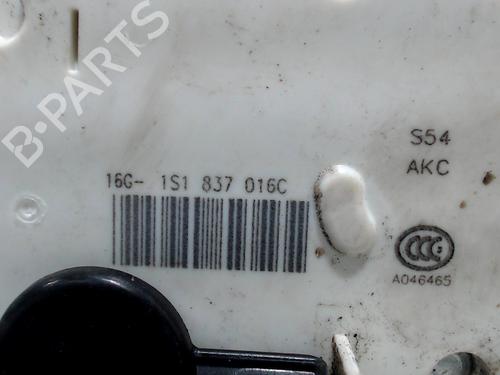 B-PARTS
16G- 1S1 837 016C
S54
AKC
CCC
A046465